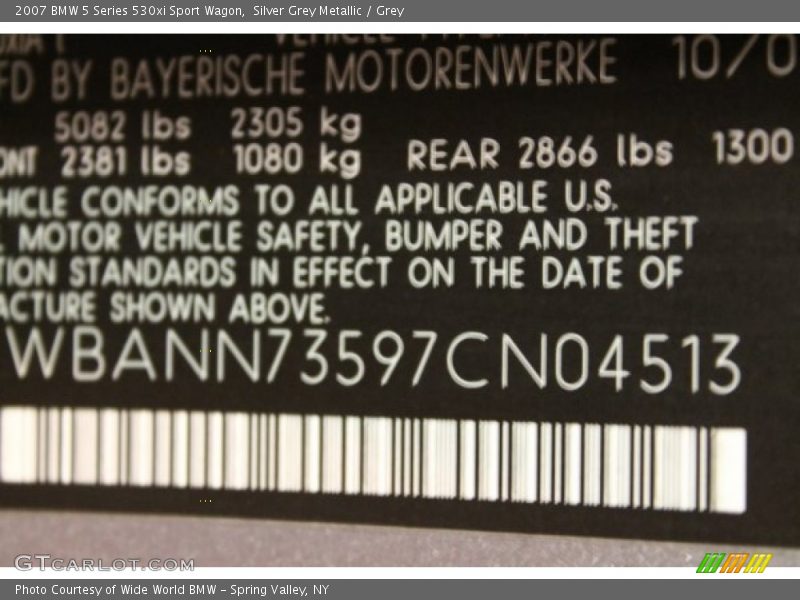 2007 BMW 5 Series 530xi Sport Wagon, Silver Grey Metallic / Grey
FD BY BAYERISCHE MOTORENWERKE 10/0
5082 lbs 2305 kg
ONT 2381 lbs 1080 kg REAR 2866 lbs 1300
HICLE CONFORMS TO ALL APPLICABLE U.S.
MOTOR VEHICLE SAFETY, BUMPER AND THEFT
TION STANDARDS IN EFFECT ON THE DATE OF
ACTURE SHOWN ABOVE.
WBANN73597CN04513
GTCARLOT.COM
Photo Courtesy of Wide World BMW - Spring Valley, NY